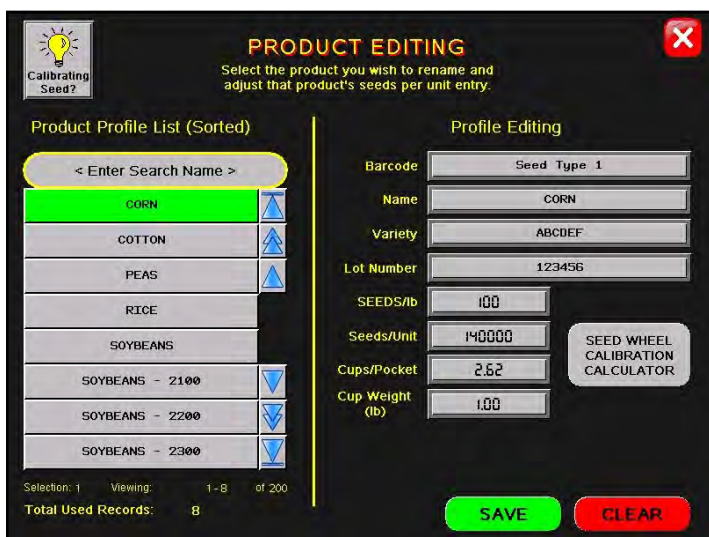 Calibrating
Seed?
PRODUCT EDITING
Select the product you wish to rename and
adjust that product's seeds per unit entry.
Product Profile List (Sorted)
< Enter Search Name >
CORN
COTTON
PEAS
RICE
SOYBEANS
SOYBEANS - 2100
SOYBEANS - 2200
SOYBEANS - 2300
Selection: 1 Viewing: 1 - 8 of 200
Total Used Records: 8
Profile Editing
Barcode Seed Type 1
Name CORN
Variety ABCDEF
Lot Number 123456
SEEDS/lb 100
Seeds/Unit 140000
Cups/Pocket 2.62
Cup Weight
(lb) 1.00
SEED WHEEL
CALIBRATION
CALCULATOR
SAVE CLEAR